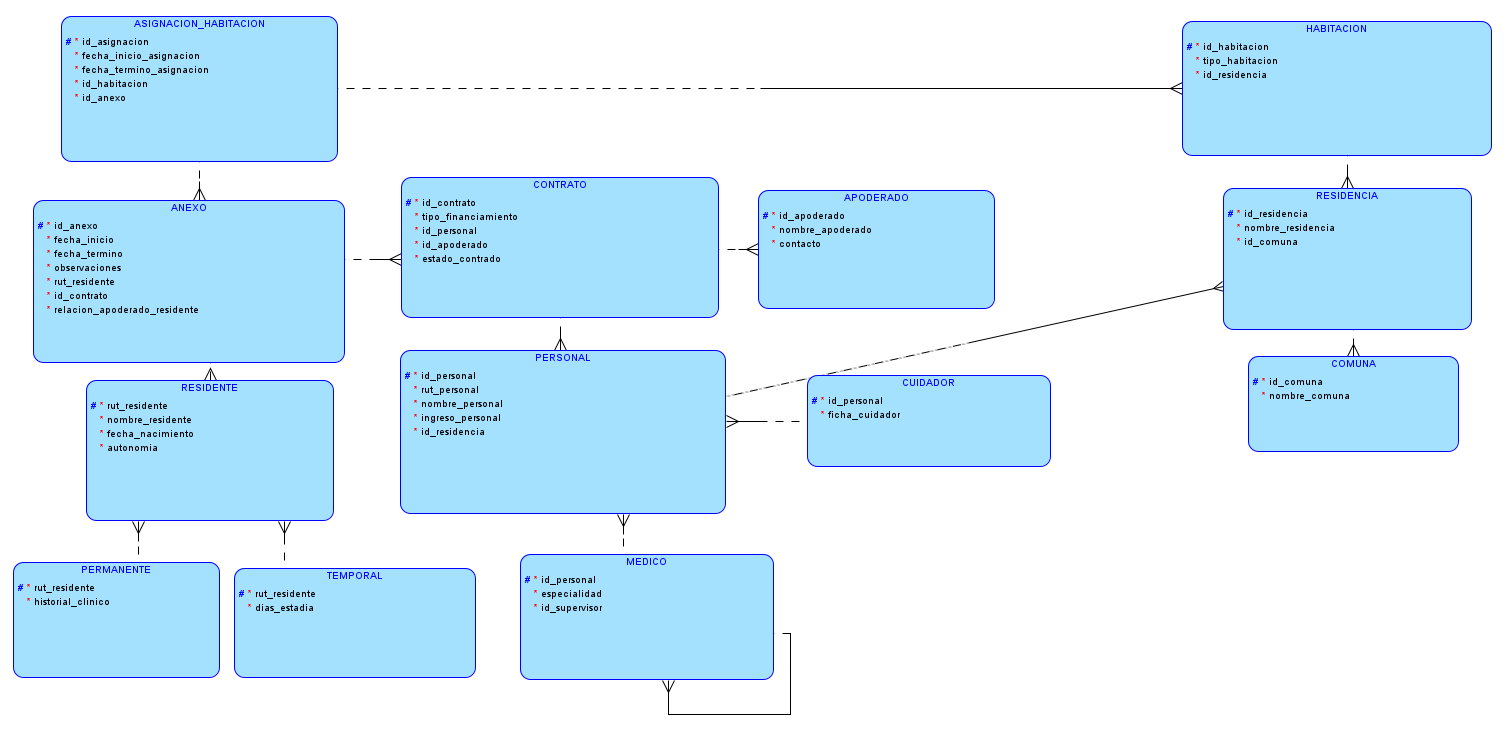 ASIGNACION_HABITACION
# * id_asignacion
* fecha_inicio_asignacion
* fecha_termino_asignacion
* id_habitacion
* id_anexo
HABITACION
# * id_habitacion
* tipo_habitacion
* id_residencia
CONTRATO
# * id_contrato
* tipo_financiamiento
* id_personal
* id_apoderado
* estado_contrado
APODERADO
# * id_apoderado
* nombre_apoderado
* contacto
RESIDENCIA
# * id_residencia
* nombre_residencia
* id_comuna
ANEXO
# * id_anexo
* fecha_inicio
* fecha_termino
* observaciones
* rut_residente
* id_contrato
* relacion_apoderado_residente
PERSONAL
# * id_personal
* rut_personal
* nombre_personal
* ingreso_personal
* id_residencia
CUIDADOR
# * id_personal
* ficha_cuidador
COMUNA
# * id_comuna
* nombre_comuna
RESIDENTE
# * rut_residente
* nombre_residente
* fecha_nacimiento
* autonomia
PERMANENTE
# * rut_residente
* historial_clinico
TEMPORAL
# * rut_residente
* dias_estadia
MEDICO
# * id_personal
* especialidad
* id_supervisor